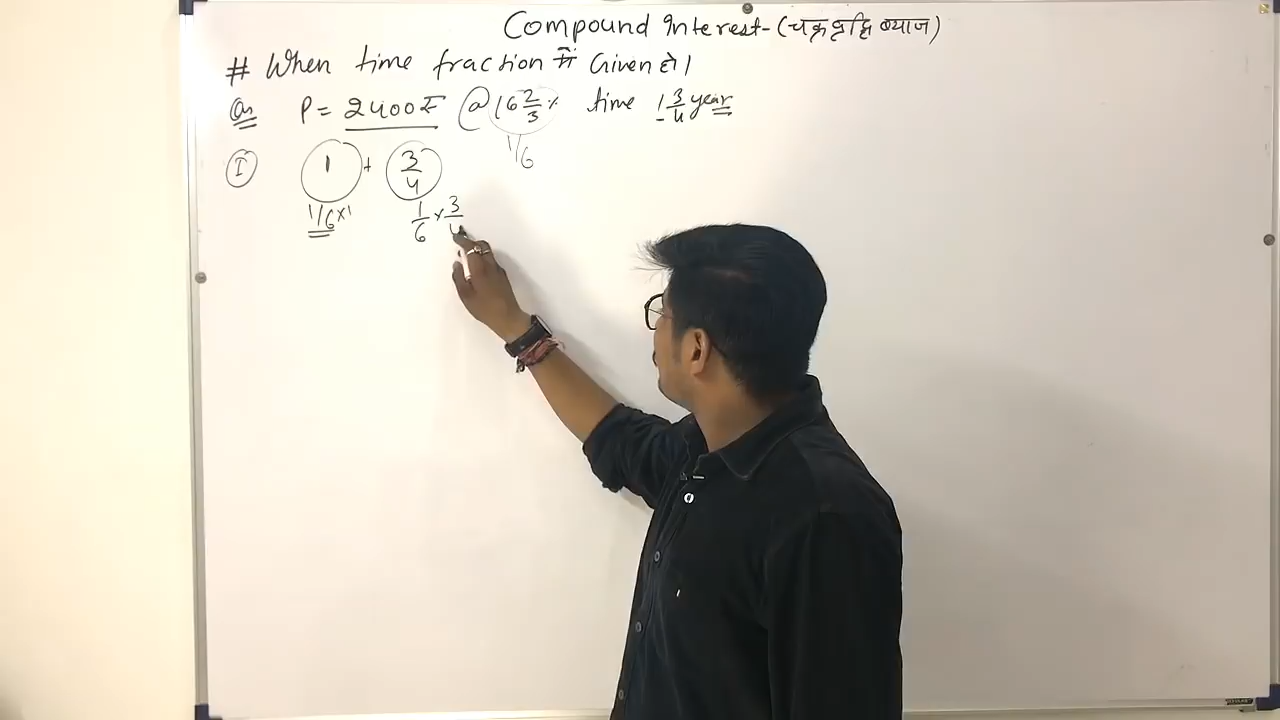 Compound Interest-(चक्रवृद्धि ब्याज)
# When time fraction में Given हो।
Qn P = 2400₹ @ 16 2/3 % time 1 3/4 year
1/6
I 1 + 3/4
1/6×1 1/6 × 3/4